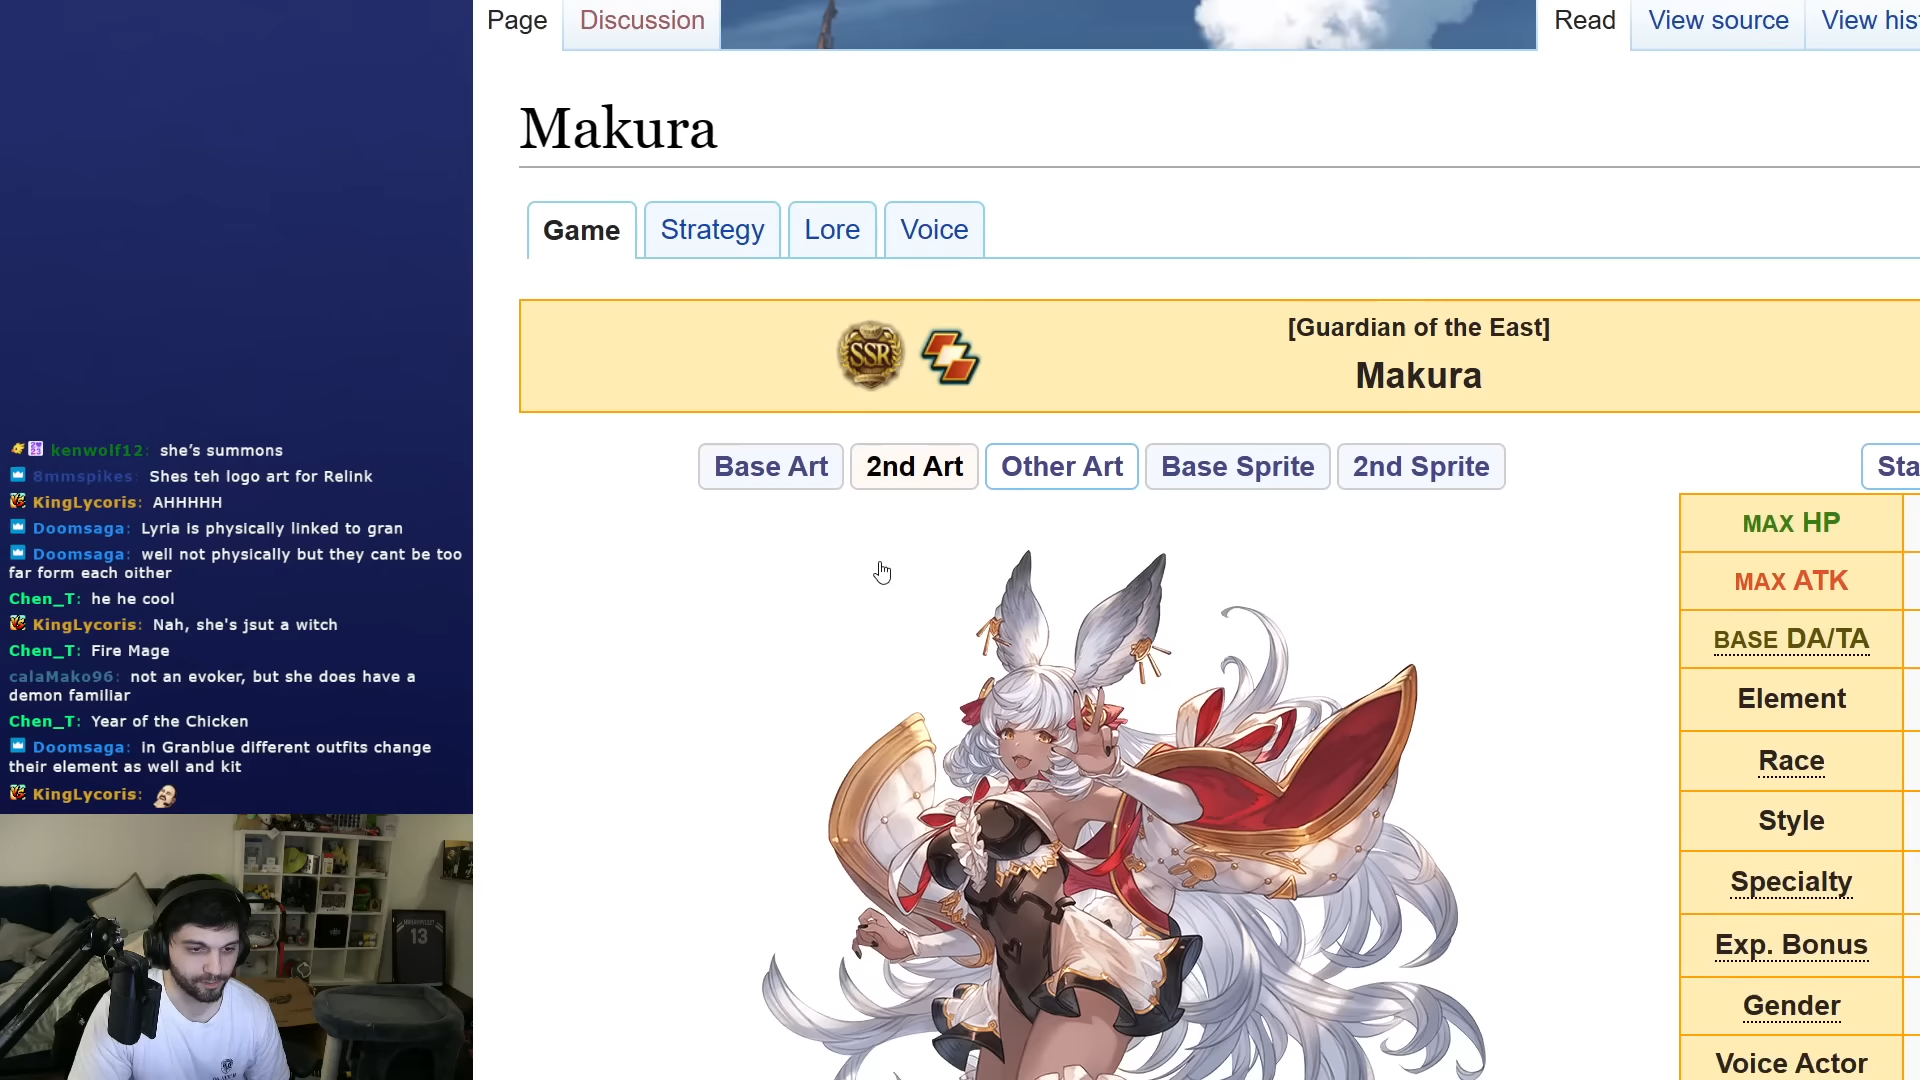 Page
Discussion
Read
View source
View his
Makura
Game
Strategy
Lore
Voice
SSR
[Guardian of the East]
Makura
Base Art
2nd Art
Other Art
Base Sprite
2nd Sprite
Sta
MAX HP
MAX ATK
BASE DA/TA
Element
Race
Style
Specialty
Exp. Bonus
Gender
Voice Actor
kenwolf12: she’s summons
8mmspikes: Shes teh logo art for Relink
KingLycoris: AHHHHH
Doomsaga: Lyria is physically linked to gran
Doomsaga: well not physically but they cant be too
far form each oither
Chen_T: he he cool
KingLycoris: Nah, she's jsut a witch
Chen_T: Fire Mage
calaMako96: not an evoker, but she does have a
demon familiar
Chen_T: Year of the Chicken
Doomsaga: in Granblue different outfits change
their element as well and kit
KingLycoris:
13